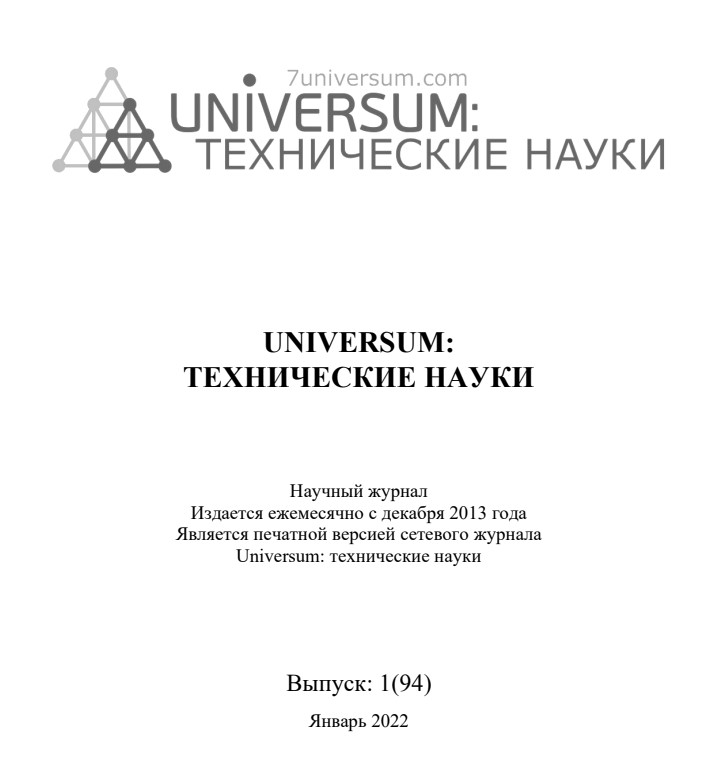 7universum.com
UNIVERSUM:
ТЕХНИЧЕСКИЕ НАУКИ
UNIVERSUM:
ТЕХНИЧЕСКИЕ НАУКИ
Научный журнал
Издается ежемесячно с декабря 2013 года
Является печатной версией сетевого журнала
Universum: технические науки
Выпуск: 1(94)
Январь 2022